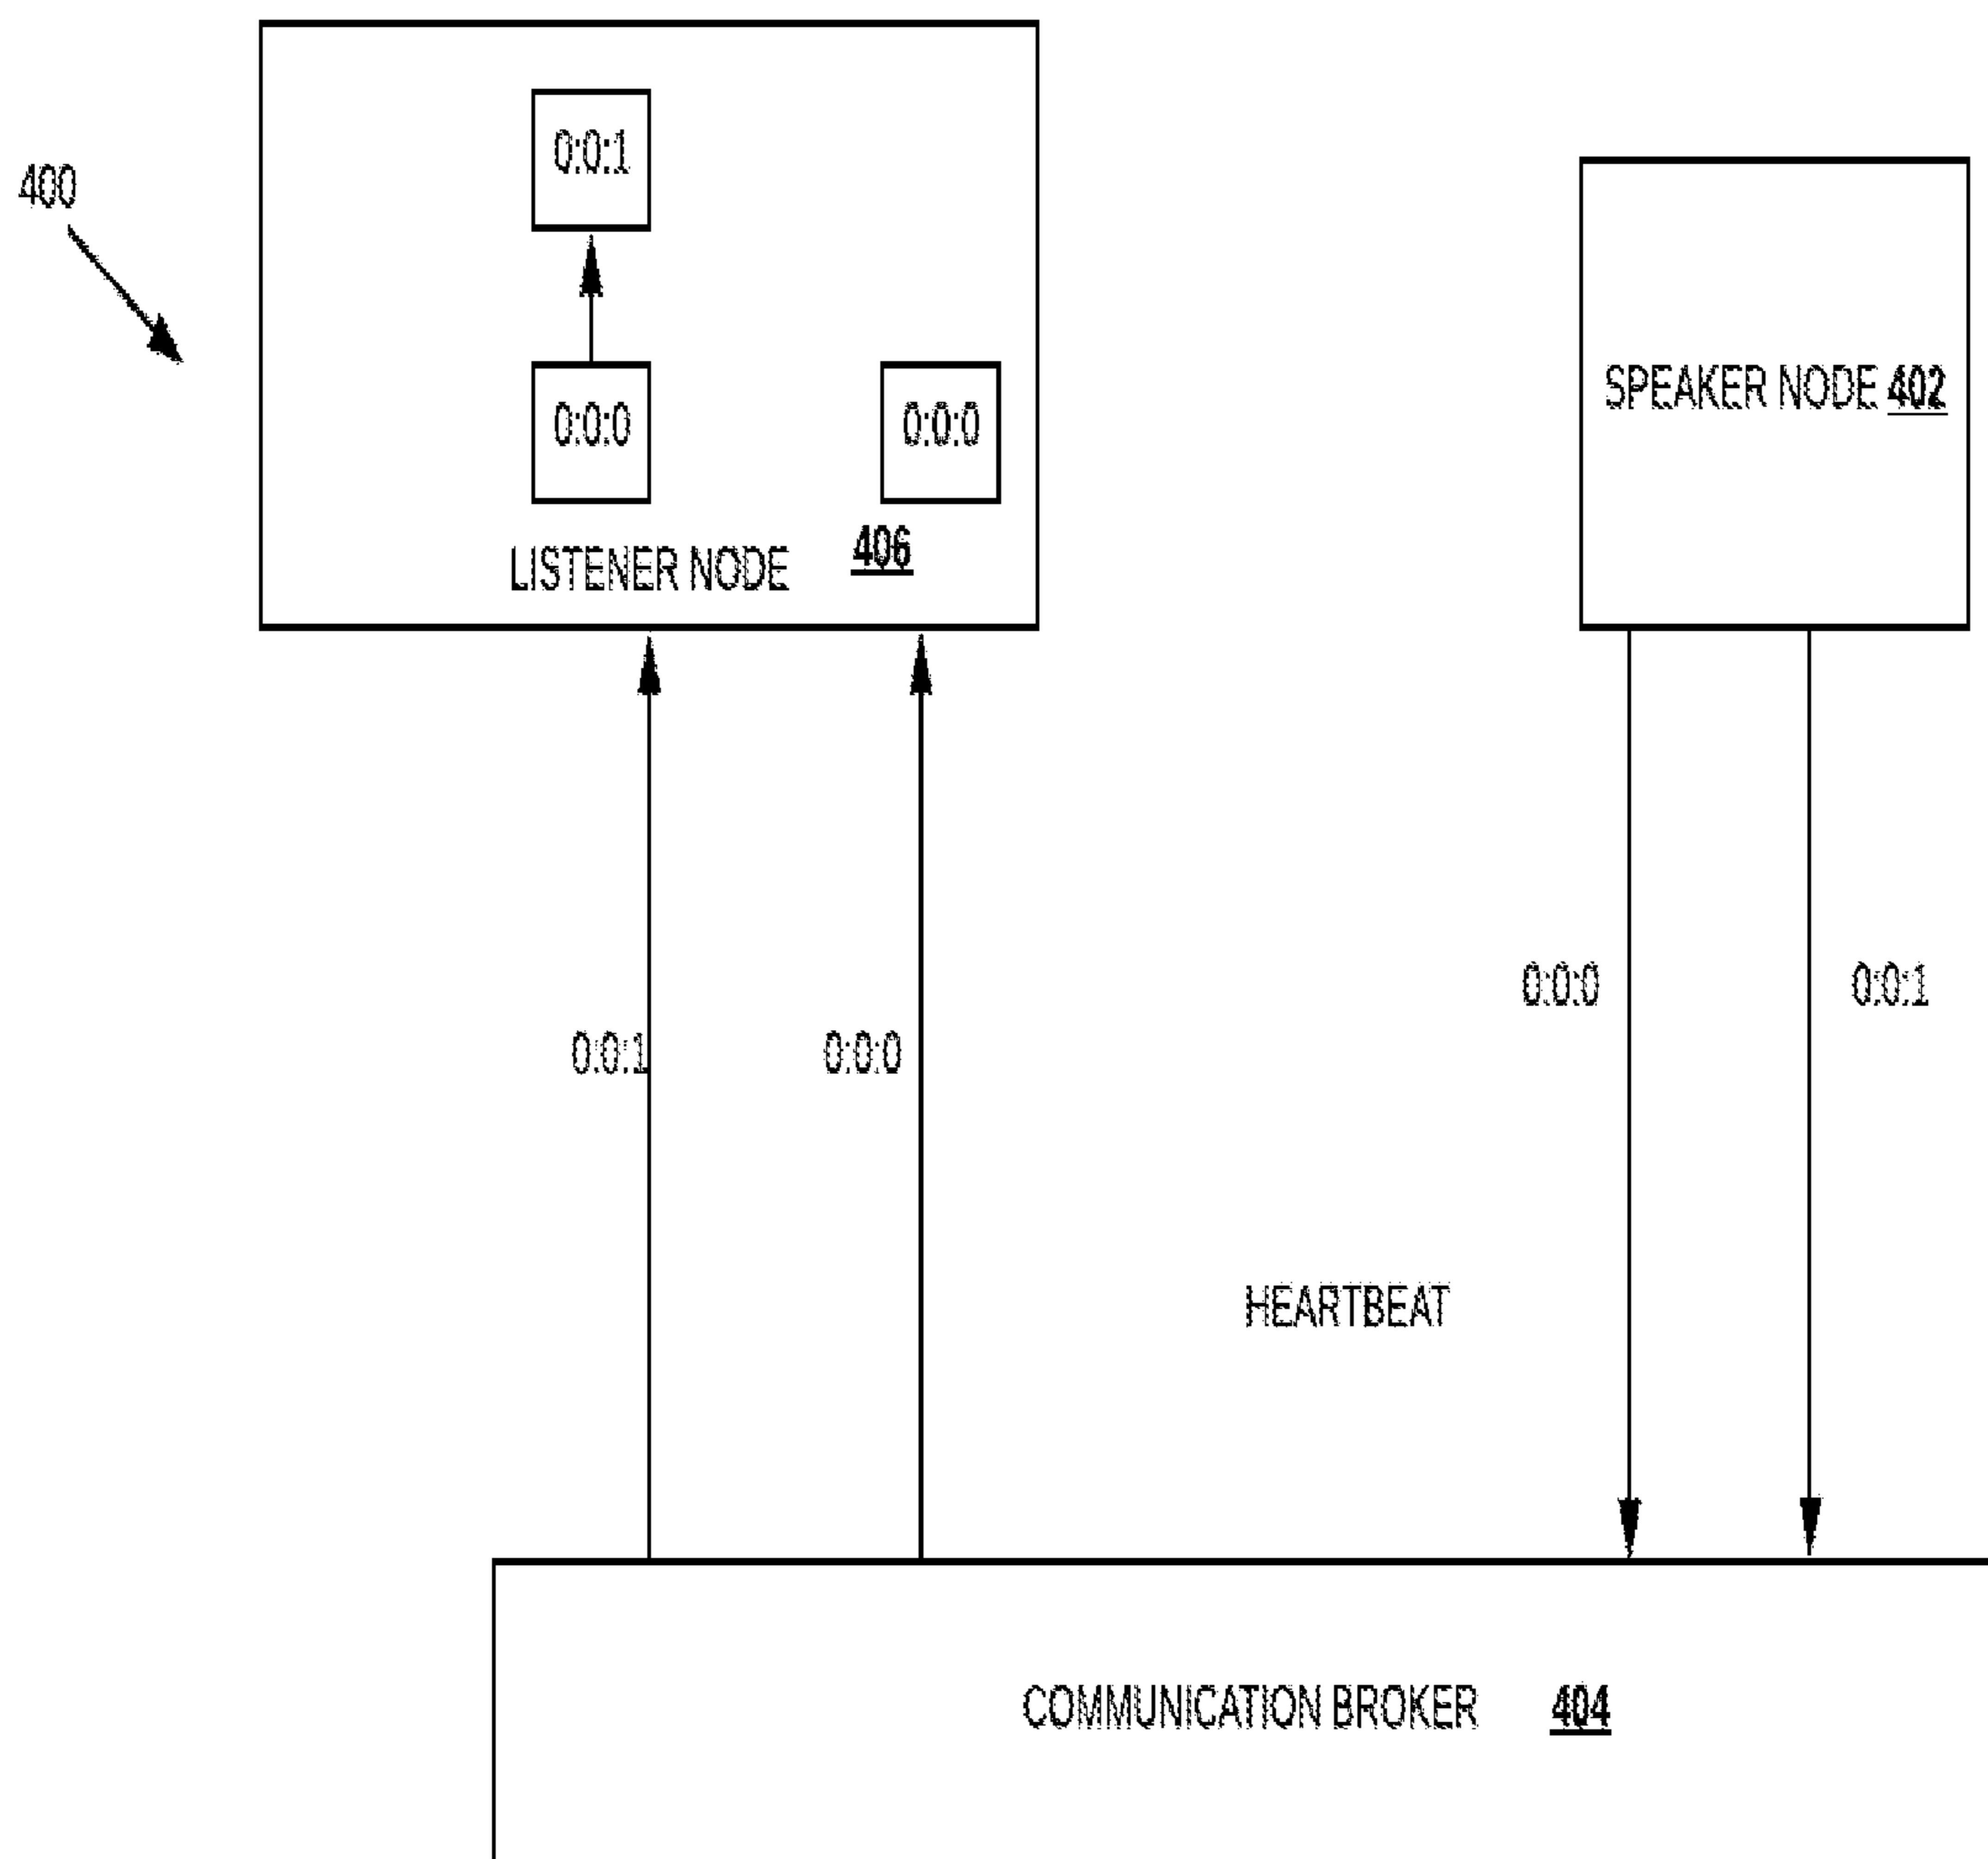 0:0:1
400
0:0:0
0:0:0
SPEAKER NODE 402
LISTENER NODE 406
0:0:0
0:0:1
0:0:1
0:0:0
HEARTBEAT
COMMUNICATION BROKER 404